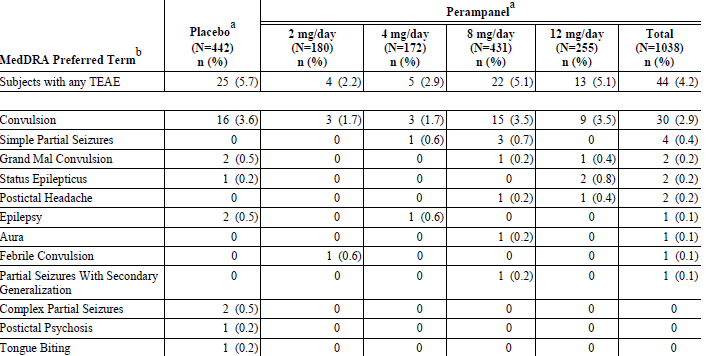 Perampanel a
Placebo a 2 mg/day 4 mg/day 8 mg/day 12 mg/day Total
(N=442) (N=180) (N=172) (N=431) (N=255) (N=1038)
MedDRA Preferred Term b n (%) n (%) n (%) n (%) n (%) n (%)
Subjects with any TEAE 25 (5.7) 4 (2.2) 5 (2.9) 22 (5.1) 13 (5.1) 44 (4.2)
Convulsion 16 (3.6) 3 (1.7) 3 (1.7) 15 (3.5) 9 (3.5) 30 (2.9)
Simple Partial Seizures 0 0 1 (0.6) 3 (0.7) 0 4 (0.4)
Grand Mal Convulsion 2 (0.5) 0 0 1 (0.2) 1 (0.4) 2 (0.2)
Status Epilepticus 1 (0.2) 0 0 0 2 (0.8) 2 (0.2)
Postictal Headache 0 0 0 1 (0.2) 1 (0.4) 2 (0.2)
Epilepsy 2 (0.5) 0 1 (0.6) 0 0 1 (0.1)
Aura 0 0 0 1 (0.2) 0 1 (0.1)
Febrile Convulsion 0 1 (0.6) 0 0 0 1 (0.1)
Partial Seizures With Secondary 0 0 0 1 (0.2) 0 1 (0.1)
Generalization
Complex Partial Seizures 2 (0.5) 0 0 0 0 0
Postictal Psychosis 1 (0.2) 0 0 0 0 0
Tongue Biting 1 (0.2) 0 0 0 0 0